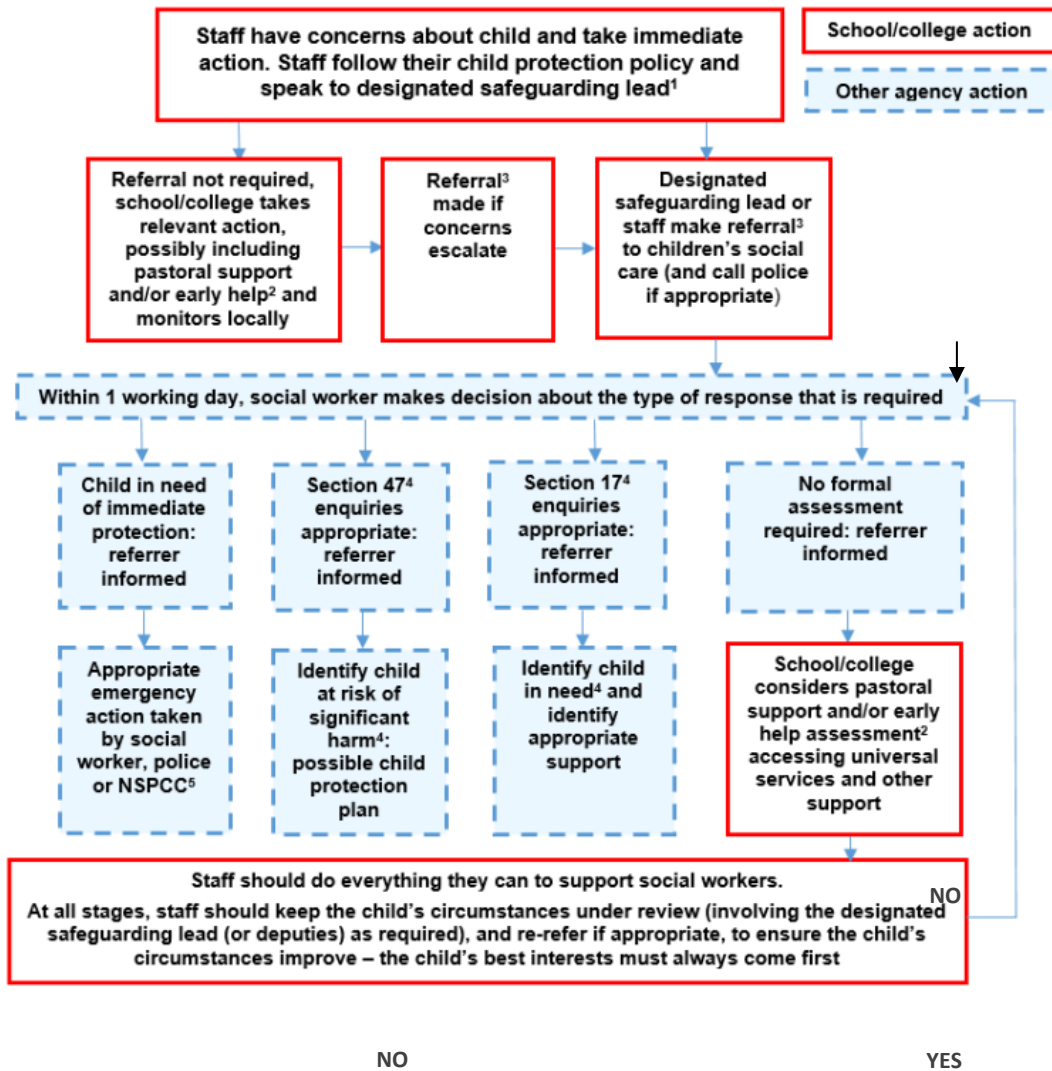 Staff have concerns about child and take immediate
action. Staff follow their child protection policy and
speak to designated safeguarding lead¹
School/college action
Other agency action
Referral not required,
school/college takes
relevant action,
possibly including
pastoral support
and/or early help² and
monitors locally
Referral³
made if
concerns
escalate
Designated
safeguarding lead or
staff make referral³
to children’s social
care (and call police
if appropriate)
Within 1 working day, social worker makes decision about the type of response that is required
Child in need
of immediate
protection:
referrer
informed
Section 47⁴
enquiries
appropriate:
referrer
informed
Section 17⁴
enquiries
appropriate:
referrer
informed
No formal
assessment
required: referrer
informed
Appropriate
emergency
action taken
by social
worker, police
or NSPCC⁵
Identify child
at risk of
significant
harm⁴:
possible child
protection
plan
Identify child
in need⁴ and
identify
appropriate
support
School/college
considers pastoral
support and/or early
help assessment²
accessing universal
services and other
support
Staff should do everything they can to support social workers.
NO
At all stages, staff should keep the child’s circumstances under review (involving the designated
safeguarding lead (or deputies) as required), and re-refer if appropriate, to ensure the child’s
circumstances improve – the child’s best interests must always come first
NO
YES